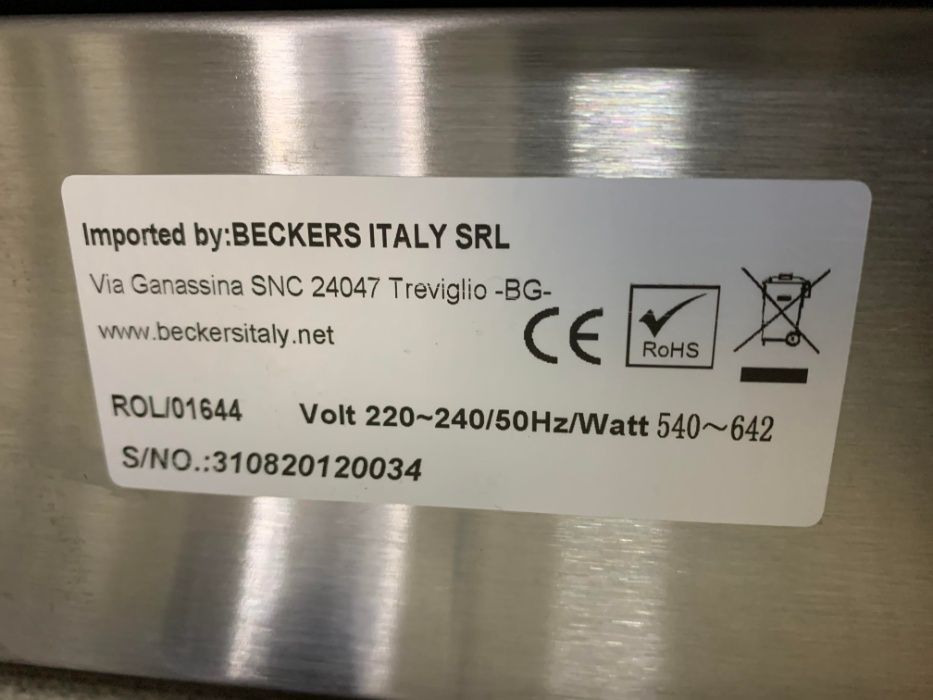 Imported by:BECKERS ITALY SRL
Via Ganassina SNC 24047 Treviglio -BG-
www.beckersitaly.net
CE
RoHS
ROL/01644 Volt 220~240/50Hz/Watt 540～642
S/NO.:310820120034